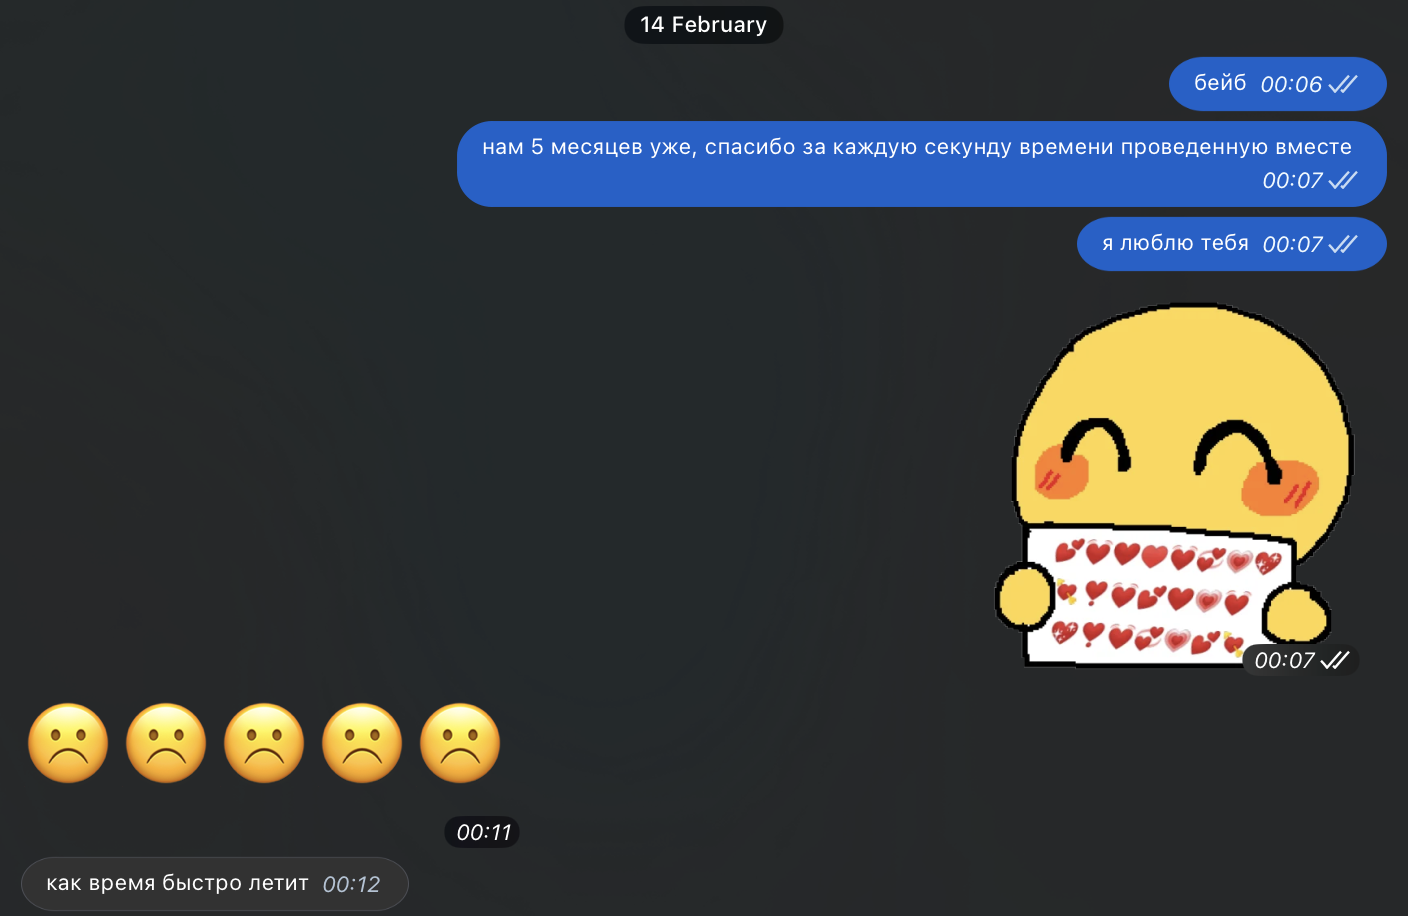 14 February
бейб 00:06
нам 5 месяцев уже, спасибо за каждую секунду времени проведенную вместе
00:07
я люблю тебя 00:07
00:07
00:11
как время быстро летит 00:12